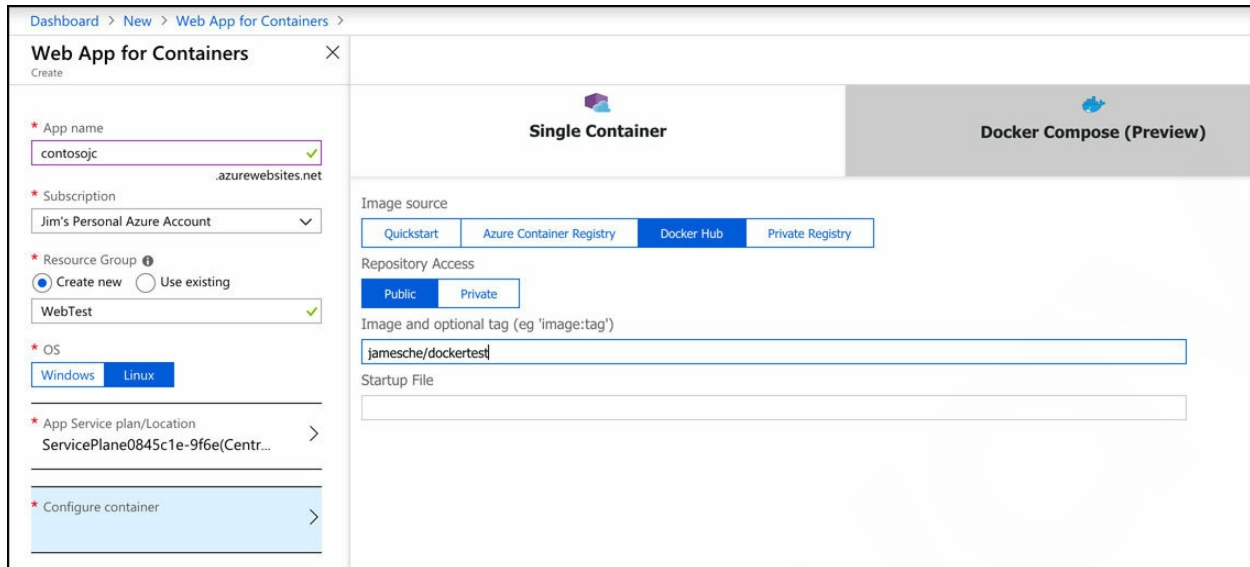 Dashboard > New > Web App for Containers >
Web App for Containers
Create
* App name
contosojc
.azurewebsites.net
* Subscription
Jim's Personal Azure Account
* Resource Group
Create new Use existing
WebTest
* OS
Windows Linux
* App Service plan/Location
ServicePlane0845c1e-9f6e(Centr...
* Configure container
Single Container
Docker Compose (Preview)
Image source
Quickstart Azure Container Registry Docker Hub Private Registry
Repository Access
Public Private
Image and optional tag (eg 'image:tag')
jamesche/dockertest
Startup File